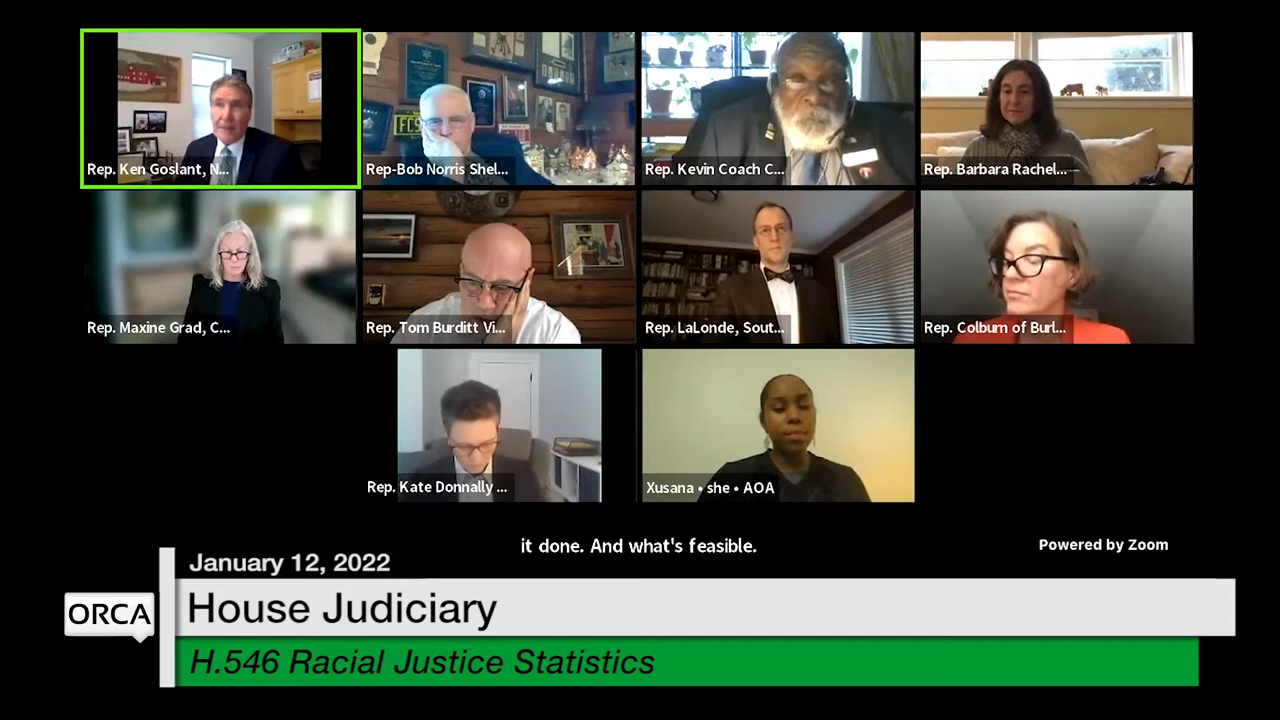 Rep. Ken Goslant, N...
FCS
Rep-Bob Norris Shel...
Rep. Kevin Coach C...
Rep. Barbara Rachel...
Rep. Maxine Grad, C...
Rep. Tom Burditt Vi...
Rep. LaLonde, Sout...
Rep. Colburn of Burl...
Rep. Kate Donnally ...
Xusana • she • AOA
it done. And what's feasible.
Powered by Zoom
January 12, 2022
ORCA
House Judiciary
H.546 Racial Justice Statistics